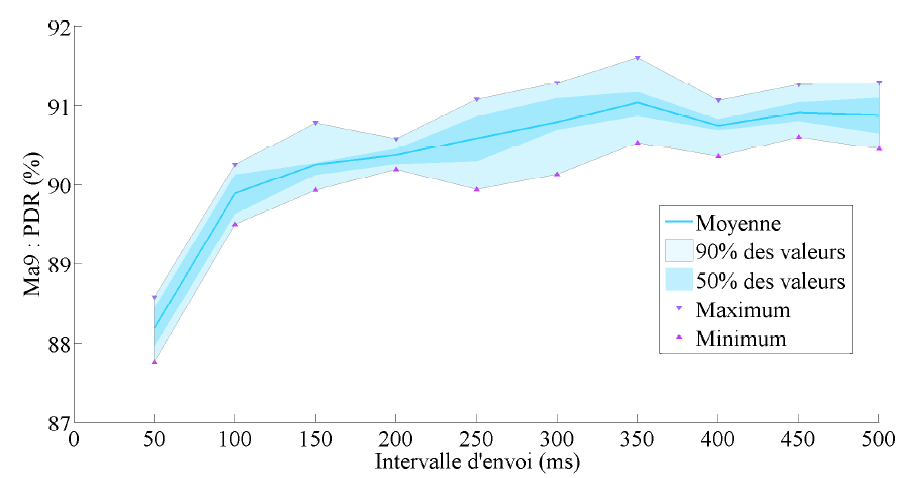 92
91
90
89
88
87
Ma9 : PDR (%)
Moyenne
90% des valeurs
50% des valeurs
Maximum
Minimum
0 50 100 150 200 250 300 350 400 450 500
Intervalle d'envoi (ms)